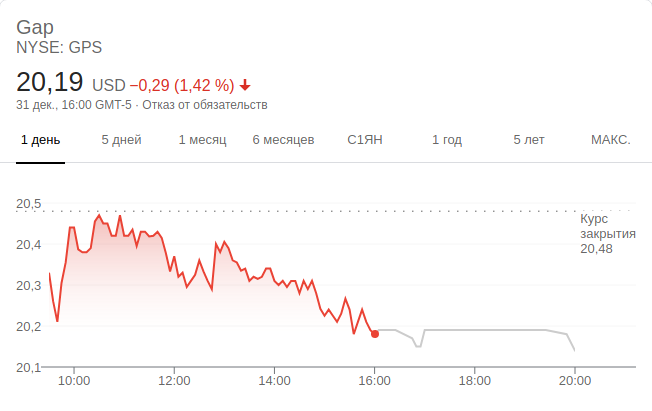 Gap
NYSE: GPS
20,19 USD −0,29 (1,42 %)
31 дек., 16:00 GMT-5 · Отказ от обязательств
1 день 5 дней 1 месяц 6 месяцев С1ЯН 1 год 5 лет МАКС.
20,5
Курс
закрытия
20,48
20,4
20,3
20,2
20,1
10:00 12:00 14:00 16:00 18:00 20:00